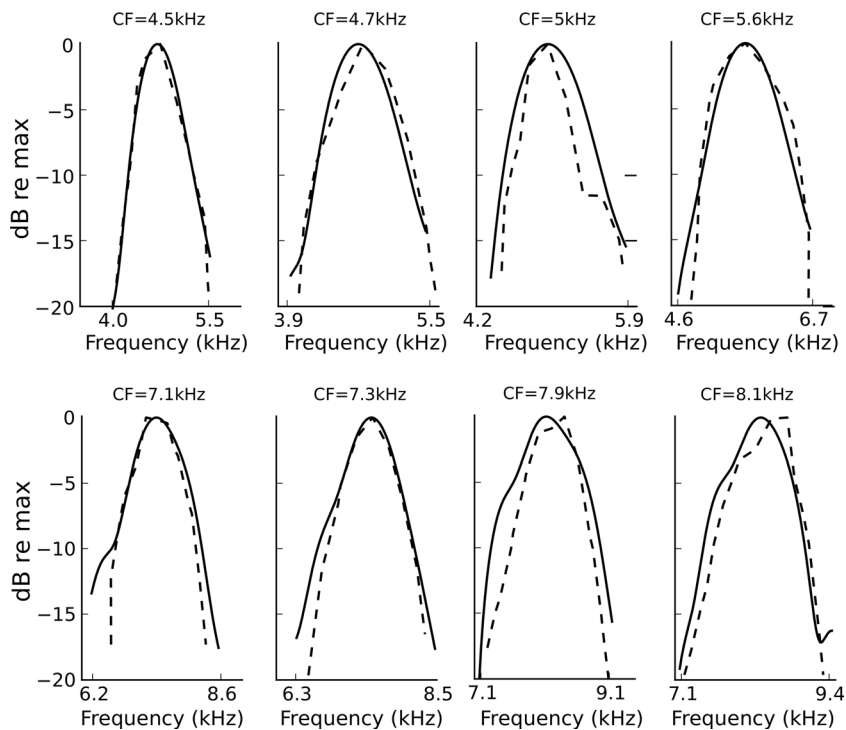 CF=4.5kHz CF=4.7kHz CF=5kHz CF=5.6kHz
0
−5
−10
−15
−20
dB re max
4.0 5.5 3.9 5.5 4.2 5.9 4.6 6.7
Frequency (kHz) Frequency (kHz) Frequency (kHz) Frequency (kHz)
CF=7.1kHz CF=7.3kHz CF=7.9kHz CF=8.1kHz
0
−5
−10
−15
−20
dB re max
6.2 8.6 6.3 8.5 7.1 9.1 7.1 9.4
Frequency (kHz) Frequency (kHz) Frequency (kHz) Frequency (kHz)